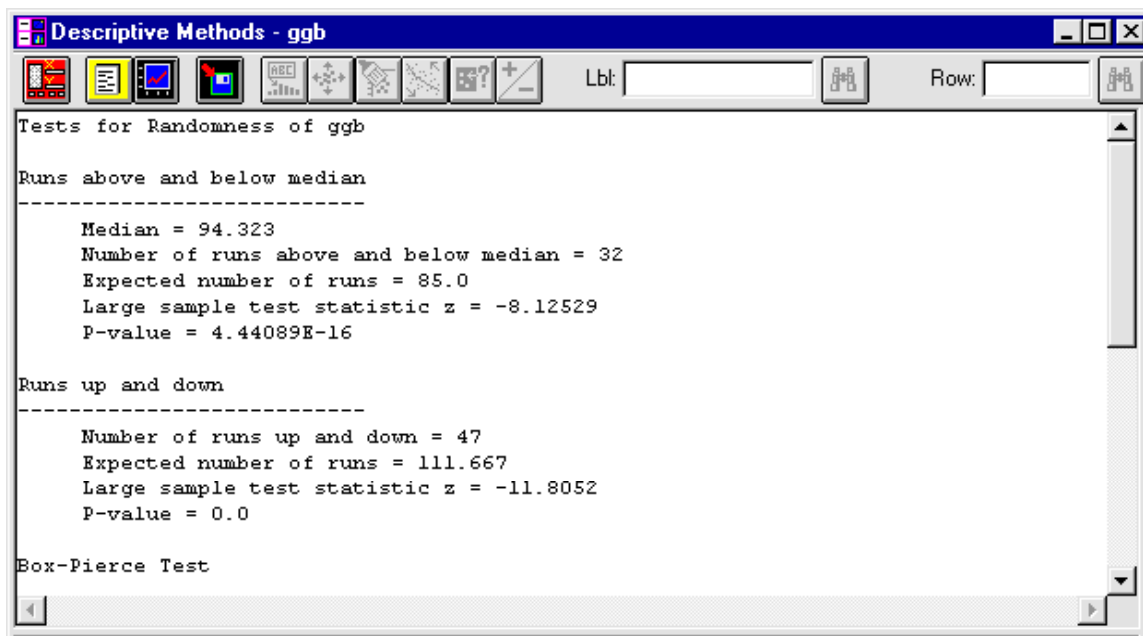 Descriptive Methods - ggb
ABC
Lbl:
Row:
Tests for Randomness of ggb
Runs above and below median
---------------------------
Median = 94.323
Number of runs above and below median = 32
Expected number of runs = 85.0
Large sample test statistic z = -8.12529
P-value = 4.44089E-16
Runs up and down
---------------------------
Number of runs up and down = 47
Expected number of runs = 111.667
Large sample test statistic z = -11.8052
P-value = 0.0
Box-Pierce Test